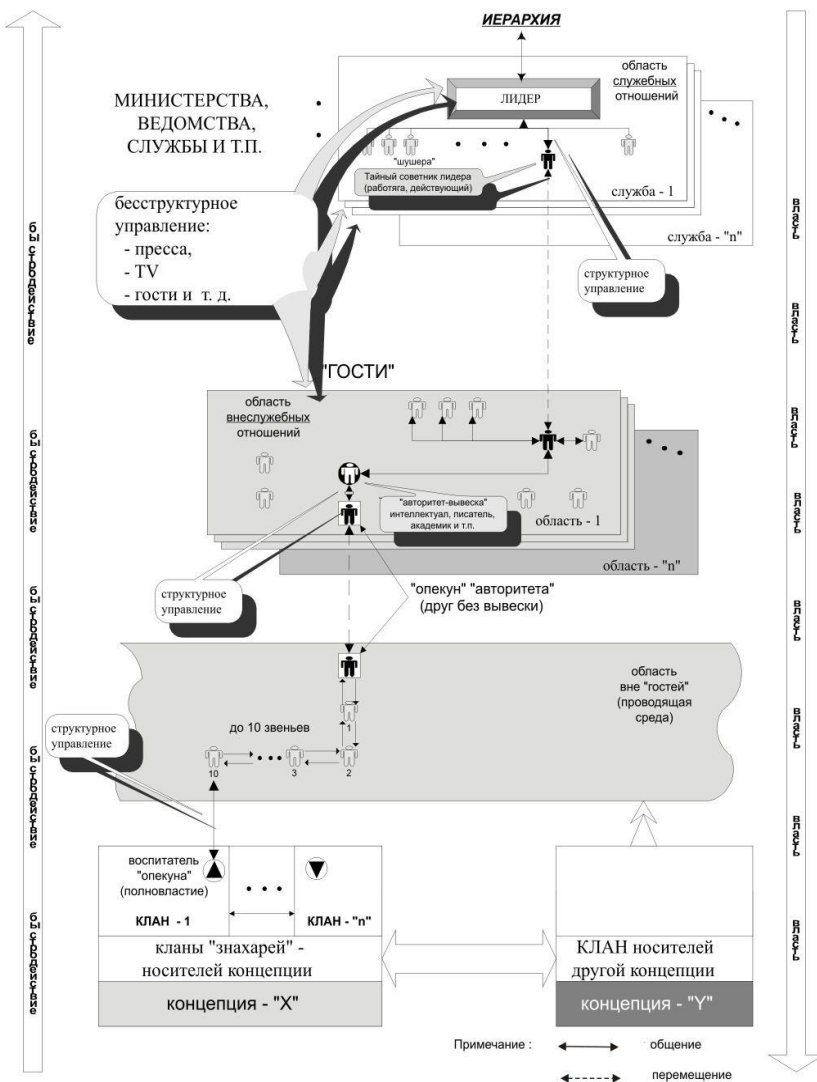 ИЕРАРХИЯ
область
служебных
отношений
ЛИДЕР
МИНИСТЕРСТВА,
ВЕДОМСТВА,
СЛУЖБЫ И Т.П.
"шушера"
Тайный советник лидера
(работяга, действующий)
служба - 1
служба - "n"
бесструктурное
управление:
- пресса,
- TV
- гости и т. д.
структурное
управление
"ГОСТИ"
область
внеслужебных
отношений
"авторитет-вывеска"
интеллектуал, писатель,
академик и т.п.
область - 1
область - "n"
структурное
управление
"опекун" "авторитета"
(друг без вывески)
область
вне "гостей"
(проводящая
среда)
до 10 звеньев
1
10
3
2
структурное
управление
воспитатель
"опекуна"
(полновластие)
КЛАН - 1
КЛАН - "n"
кланы "знахарей" -
носителей концепции
концепция - "X"
КЛАН носителей
другой концепции
концепция - "Y"
Примечание :
общение
перемещение
быстродействие
быстродействие
быстродействие
быстродействие
быстродействие
быстродействие
власть
власть
власть
власть
власть
власть
власть
власть